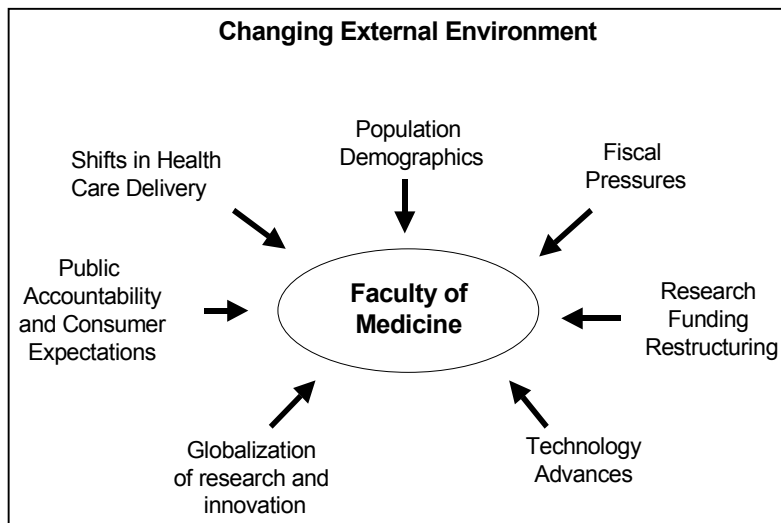 Changing External Environment
Population
Demographics
Shifts in Health
Care Delivery
Fiscal
Pressures
Public
Accountability
and Consumer
Expectations
Faculty of
Medicine
Research
Funding
Restructuring
Globalization
of research and
innovation
Technology
Advances